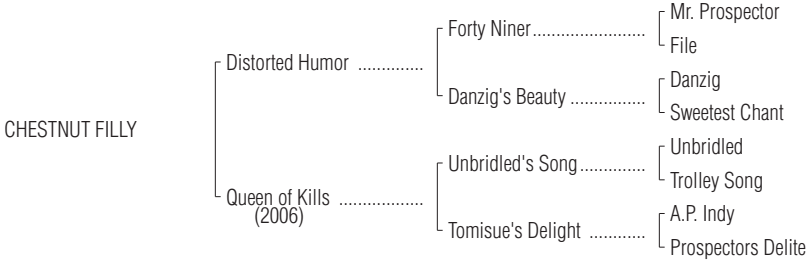 Mr. Prospector
Forty Niner........................
File
Distorted Humor ..............
Danzig
Danzig's Beauty ................
Sweetest Chant
CHESTNUT FILLY
Unbridled
Unbridled's Song..............
Trolley Song
Queen of Kills ..................
(2006)
A.P. Indy
Tomisue's Delight ............
Prospectors Delite